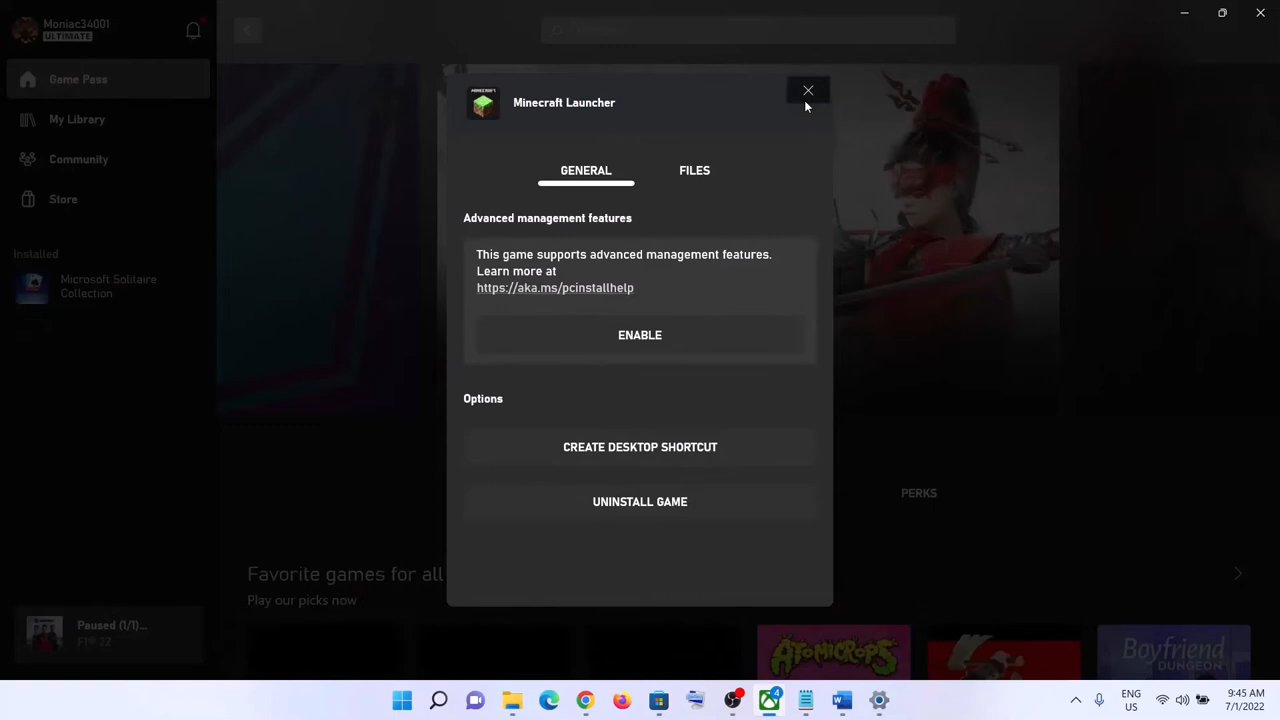 Moniac34001
ULTIMATE
Game Pass
My Library
Community
Store
Installed
Microsoft Solitaire
Collection
Paused (1/1)...
MINECRAFT
Minecraft Launcher
GENERAL
FILES
Advanced management features
This game supports advanced management features.
Learn more at
https://aka.ms/pcinstallhelp
ENABLE
Options
CREATE DESKTOP SHORTCUT
UNINSTALL GAME
PERKS
Favorite games for all
Play our picks now
ATOMICROPS
Boyfriend
DUNGEON
4
ENG
US
9:45 AM
7/1/2022